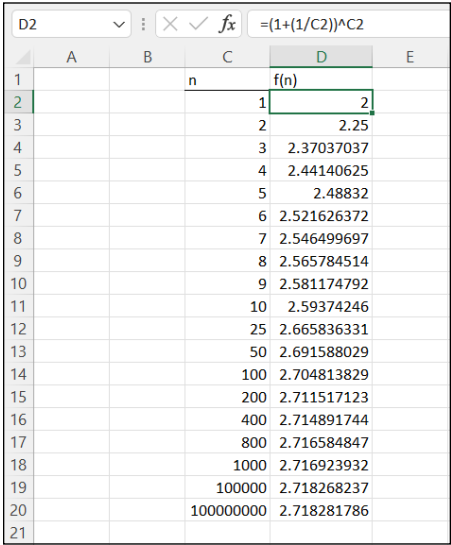 D2 fx =(1+(1/C2))^C2
A B C D E
1 n f(n)
2 1 2
3 2 2.25
4 3 2.37037037
5 4 2.44140625
6 5 2.48832
7 6 2.521626372
8 7 2.546499697
9 8 2.565784514
10 9 2.581174792
11 10 2.59374246
12 25 2.665836331
13 50 2.691588029
14 100 2.704813829
15 200 2.711517123
16 400 2.714891744
17 800 2.716584847
18 1000 2.716923932
19 100000 2.718268237
20 100000000 2.718281786
21